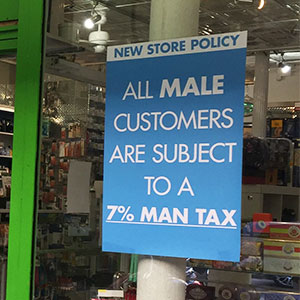 NEW STORE POLICY
ALL MALE
CUSTOMERS
ARE SUBJECT
TO A
7% MAN TAX